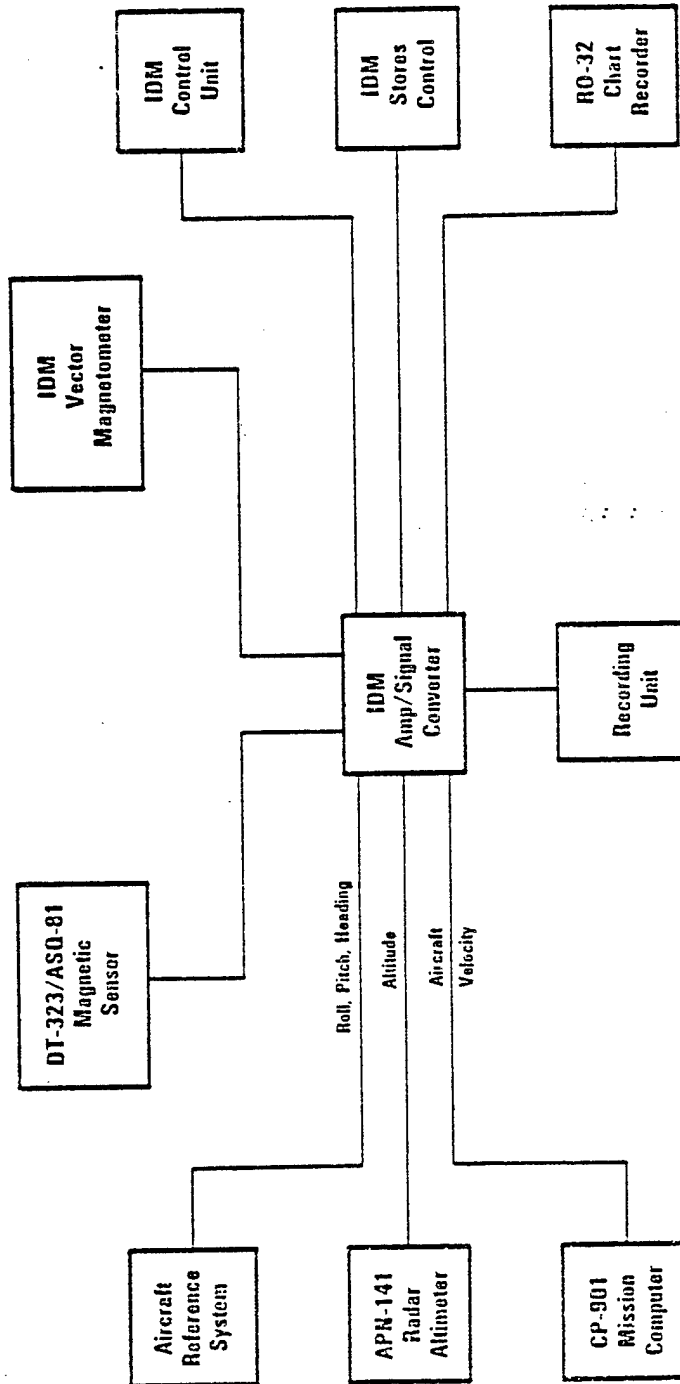 DT-323/ASQ-81
Magnetic
Sensor
IDM
Vector
Magnetometer
Aircraft
Reference
System
Roll, Pitch, Heading
IDM
Control
Unit
APN-141
Radar
Altimeter
Altitude
IDM
Amp/Signal
Converter
IDM
Stores
Control
CP-901
Mission
Computer
Aircraft
Velocity
Recording
Unit
RO-32
Chart
Recorder